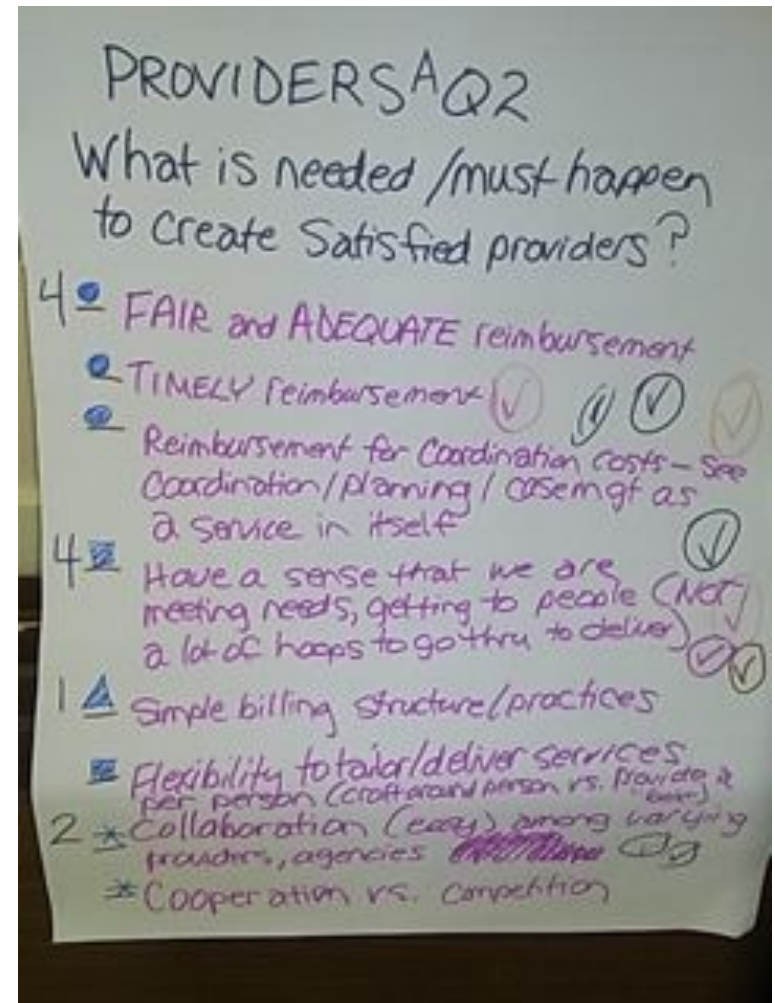 PROVIDERS A Q2
What is needed /must happen
to create Satisfied providers?
4 FAIR and ADEQUATE reimbursement
TIMELY reimbursement
Reimbursement for Coordination costs - See
Coordination/planning/casemgt as
a service in itself
4 Have a sense that we are
meeting needs, getting to people (NOT
a lot of hoops to go thru to deliver)
1 Simple billing structure/practices
Flexibility to tailor/deliver services
per person (craft around person vs.
2 Collaboration (easy) among varying
providers, agencies
Cooperation vs. competition